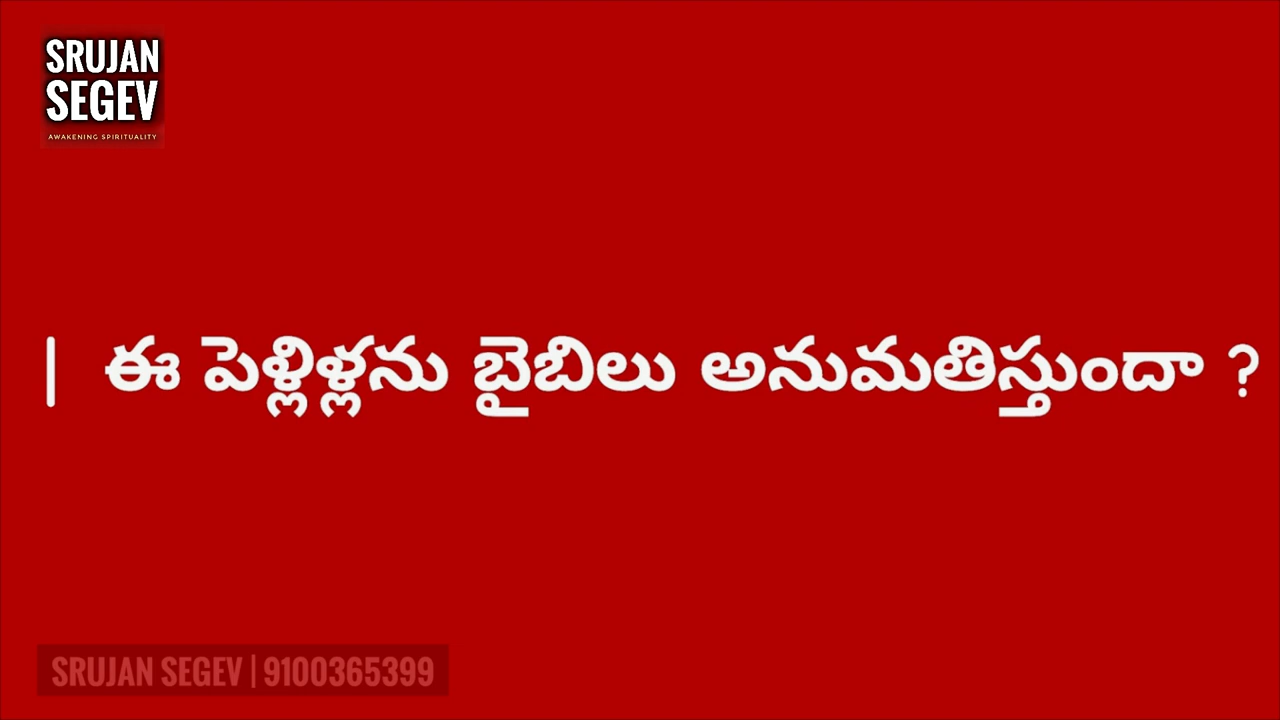 SRUJAN
SEGEV
AWAKENING SPIRITUALITY
| ఈ పెళ్లిళ్లను బైబిలు అనుమతిస్తుందా ?
SRUJAN SEGEV | 9100365399